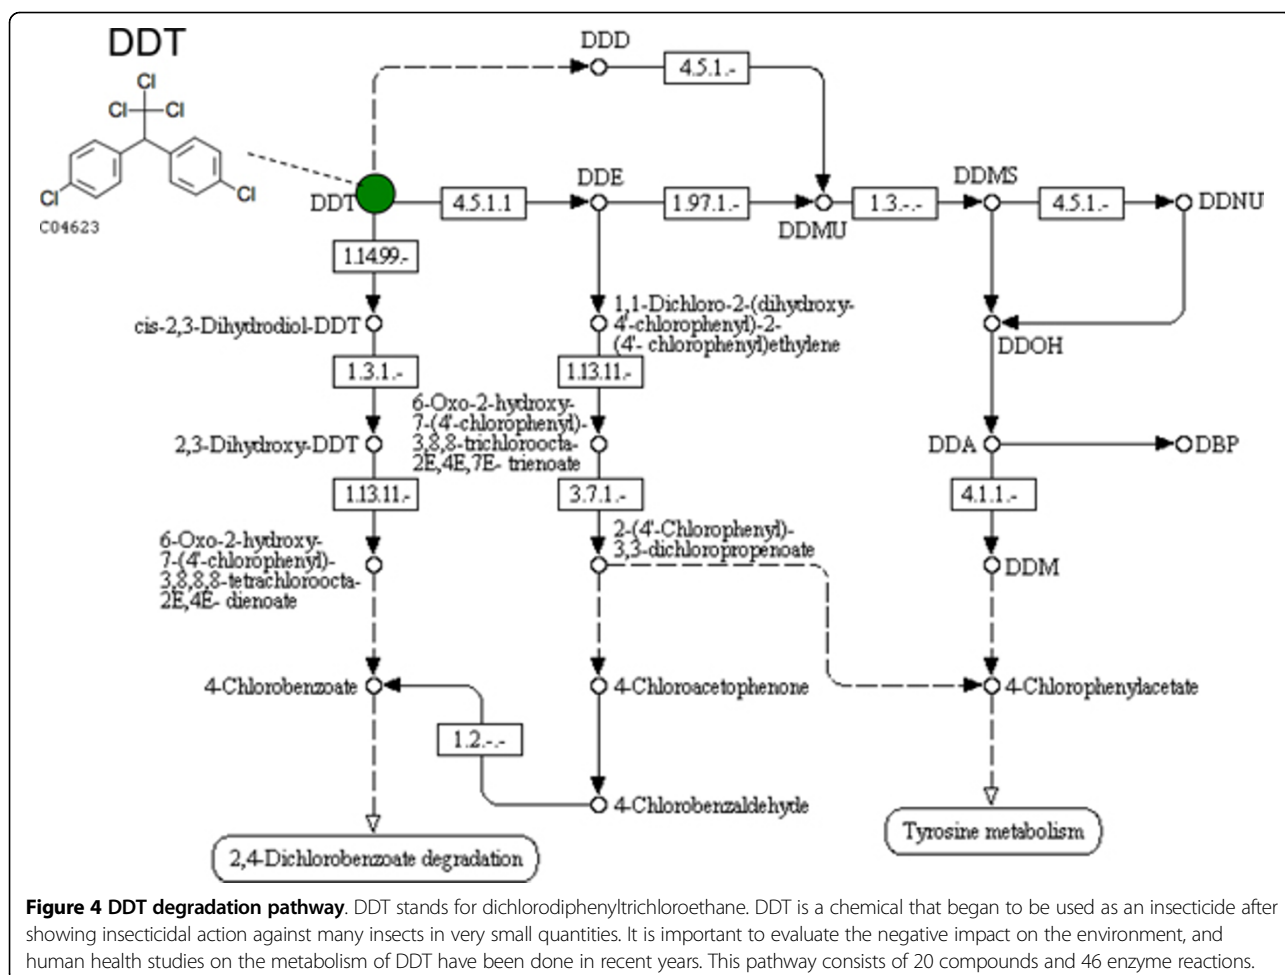 DDT
Cl
Cl
Cl
Cl
Cl
C04623
DDD
4.5.1.-
DDT
4.5.1.1
DDE
1.97.1.-
DDMU
1.3.-.-
DDMS
4.5.1.-
DDNU
1.14.99.-
cis-2,3-Dihydrodiol-DDT
1,1-Dichloro-2-(dihydroxy-
4'-chlorophenyl)-2-
(4'- chlorophenyl)ethylene
DDOH
1.3.1.-
1.13.11.-
6-Oxo-2-hydroxy-
7-(4'-chlorophenyl)-
3,8,8-trichloroocta-
2E,4E,7E- trienoate
2,3-Dihydroxy-DDT
DDA
DBP
1.13.11.-
3.7.1.-
4.1.1.-
6-Oxo-2-hydroxy-
7-(4'-chlorophenyl)-
3,8,8,8-tetrachloroocta-
2E,4E- dienoate
2-(4'-Chlorophenyl)-
3,3-dichloropropenoate
DDM
4-Chlorobenzoate
4-Chloroacetophenone
4-Chlorophenylacetate
1.2.-.-
4-Chlorobenzaldehyde
2,4-Dichlorobenzoate degradation
Tyrosine metabolism
Figure 4 DDT degradation pathway. DDT stands for dichlorodiphenyltrichloroethane. DDT is a chemical that began to be used as an insecticide after
showing insecticidal action against many insects in very small quantities. It is important to evaluate the negative impact on the environment, and
human health studies on the metabolism of DDT have been done in recent years. This pathway consists of 20 compounds and 46 enzyme reactions.